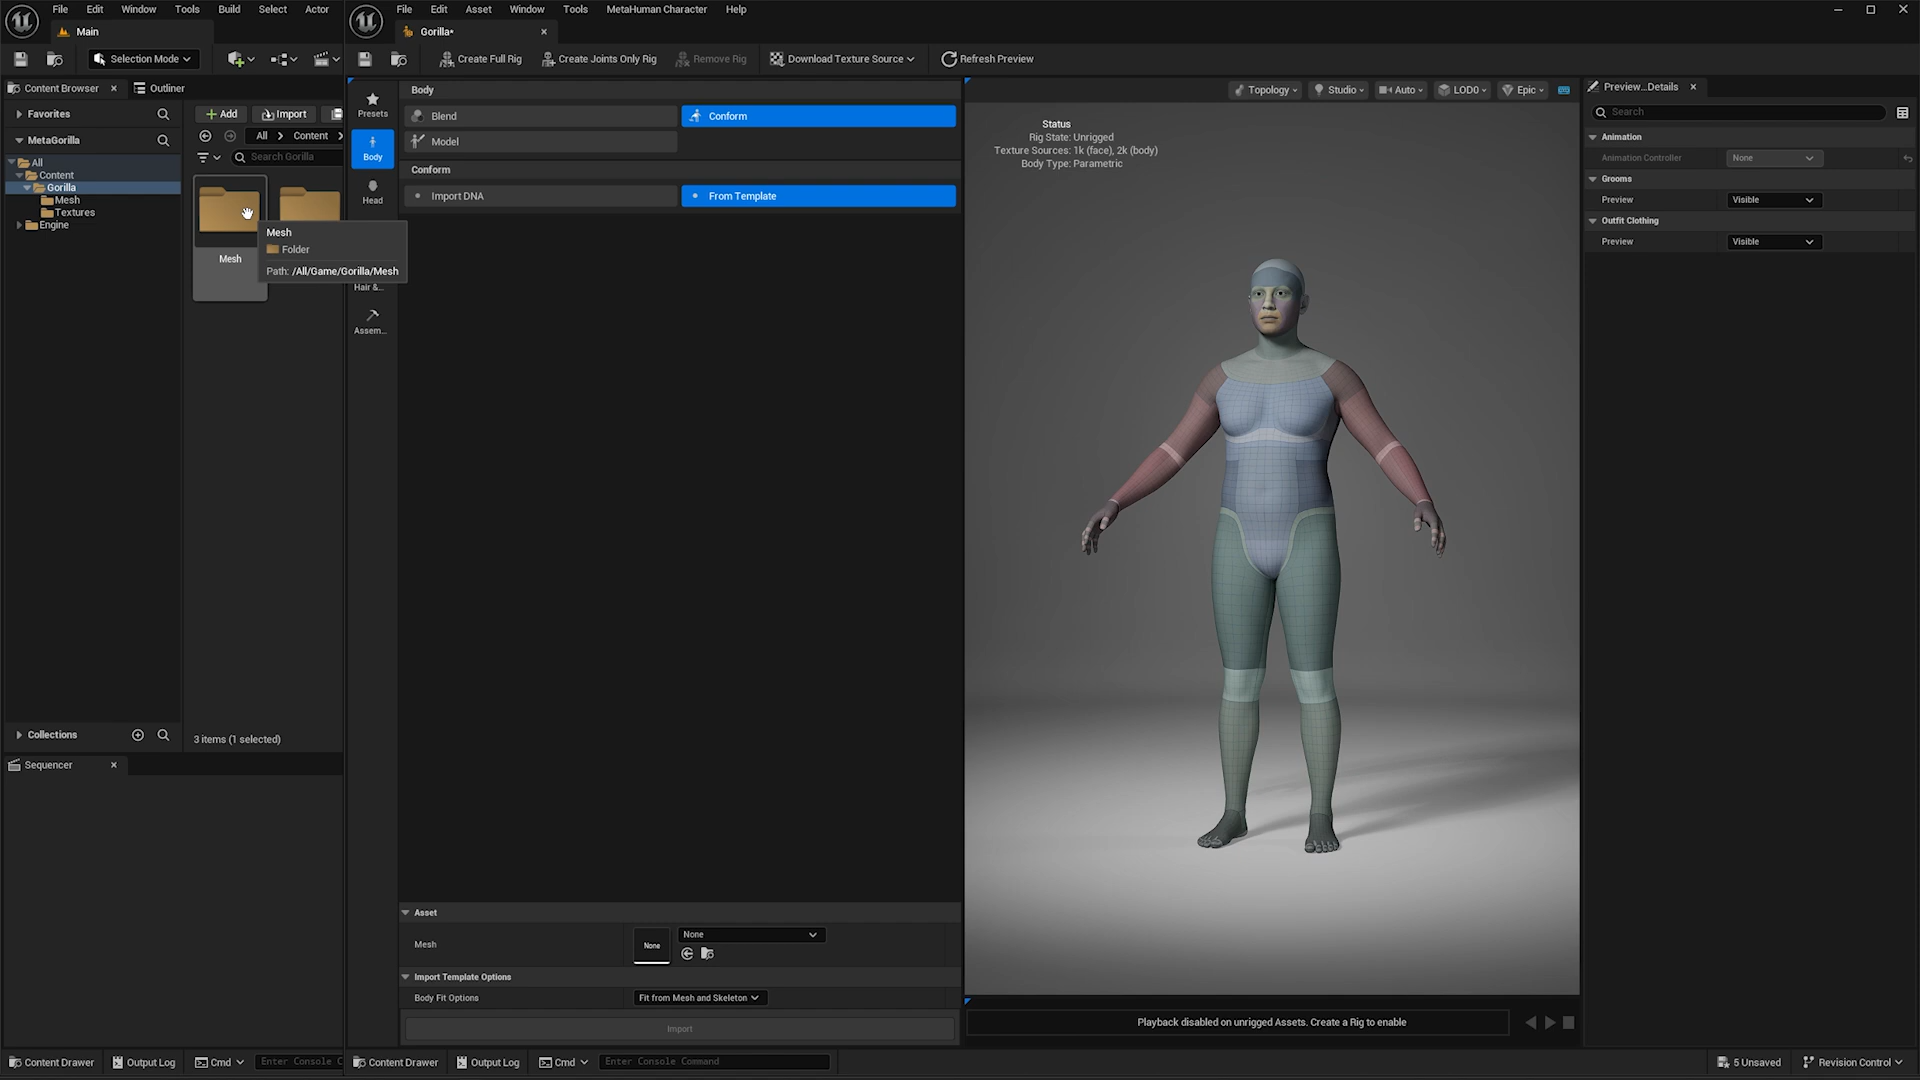 File Edit Window Tools Build Select Actor
Main
Selection Mode
Content Browser
Outliner
Favorites
Add
Import
MetaGorilla
All
Content
Search Gorilla
All
Content
Gorilla
Mesh
Textures
Engine
Mesh
Mesh
Folder
Path: /All/Game/Gorilla/Mesh
Collections
3 items (1 selected)
Sequencer
Content Drawer
Output Log
Cmd
Enter Console C
File Edit Asset Window Tools MetaHuman Character Help
Gorilla*
Create Full Rig
Create Joints Only Rig
Remove Rig
Download Texture Source
Refresh Preview
Presets
Body
Head
Hair &...
Assem...
Body
Blend
Conform
Model
Conform
Import DNA
From Template
Asset
Mesh
None
None
Import Template Options
Body Fit Options
Fit from Mesh and Skeleton
Import
Content Drawer
Output Log
Cmd
Enter Console Command
Topology
Studio
Auto
LOD0
Epic
Status
Rig State: Unrigged
Texture Sources: 1k (face), 2k (body)
Body Type: Parametric
Playback disabled on unrigged Assets. Create a Rig to enable
Preview...Details
Search
Animation
Animation Controller
None
Grooms
Preview
Visible
Outfit Clothing
Preview
Visible
5 Unsaved
Revision Control